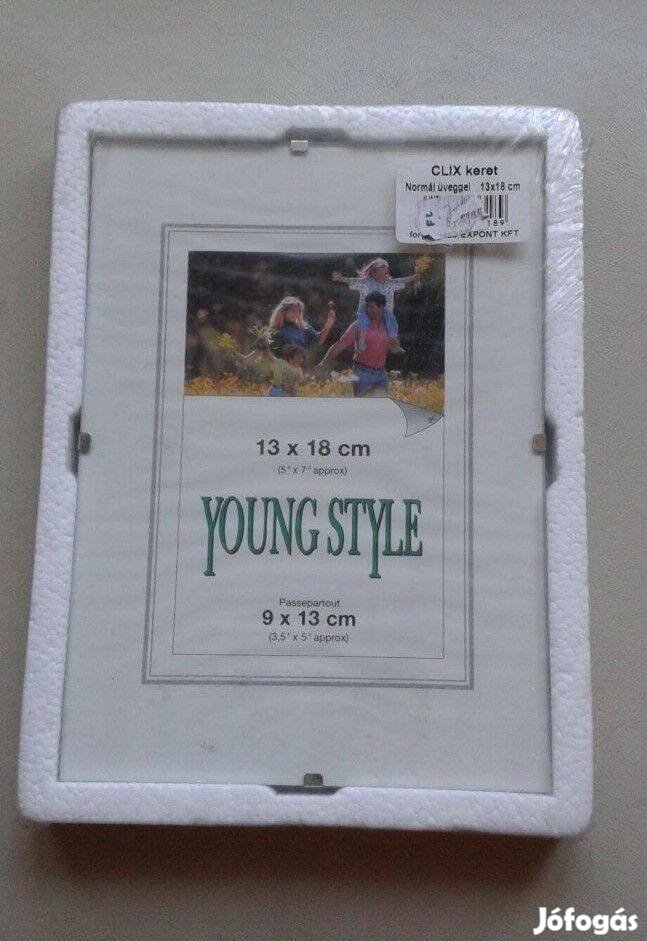 CLIX keret
Normál üveggel 13x18 cm
Ft
189
EXPONT KFT
13 x 18 cm
(5" x 7" approx)
YOUNG STYLE
Passepartout
9 x 13 cm
(3,5" x 5" approx)
Jófogás